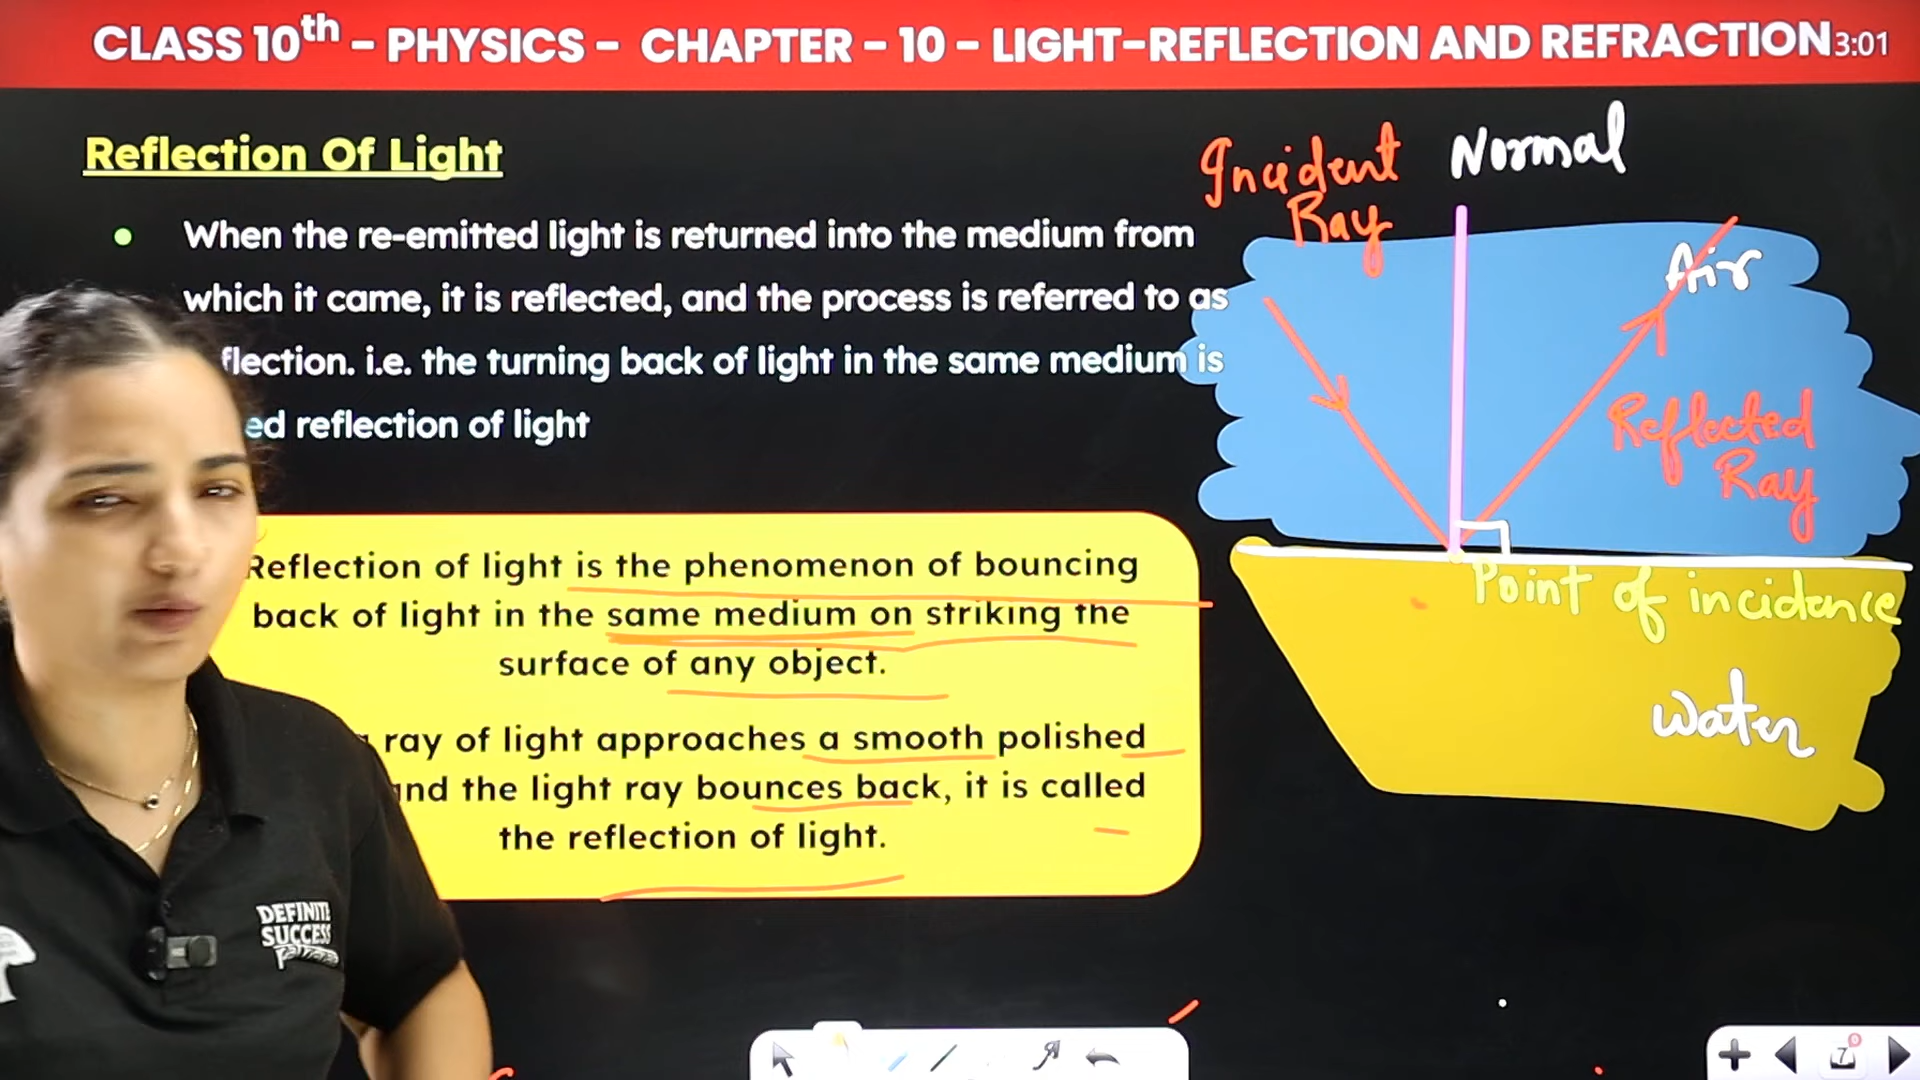 CLASS 10th - PHYSICS - CHAPTER - 10 - LIGHT-REFLECTION AND REFRACTION 3:01
Reflection Of Light
When the re-emitted light is returned into the medium from
which it came, it is reflected, and the process is referred to as
flection. i.e. the turning back of light in the same medium is
ed reflection of light
Reflection of light is the phenomenon of bouncing
back of light in the same medium on striking the
surface of any object.
ray of light approaches a smooth polished
and the light ray bounces back, it is called
the reflection of light.
Incident
Ray
Normal
Air
Reflected
Ray
Point of incidence
Water
DEFINITE
SUCCESS
7